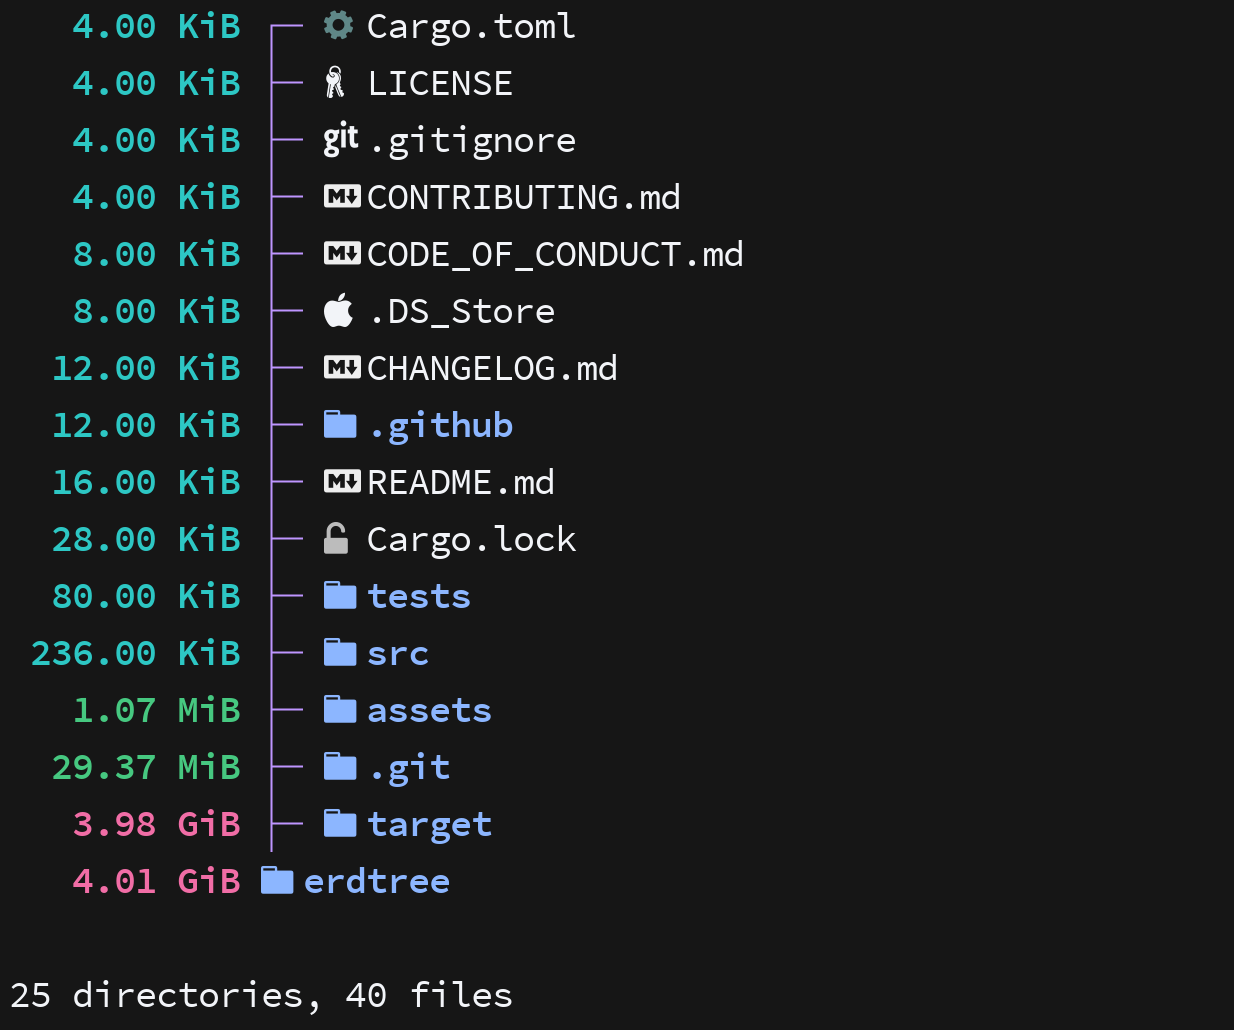 4.00 KiB Cargo.toml
4.00 KiB LICENSE
4.00 KiB git .gitignore
4.00 KiB M CONTRIBUTING.md
8.00 KiB M CODE_OF_CONDUCT.md
8.00 KiB .DS_Store
12.00 KiB M CHANGELOG.md
12.00 KiB .github
16.00 KiB M README.md
28.00 KiB Cargo.lock
80.00 KiB tests
236.00 KiB src
1.07 MiB assets
29.37 MiB .git
3.98 GiB target
4.01 GiB erdtree
25 directories, 40 files